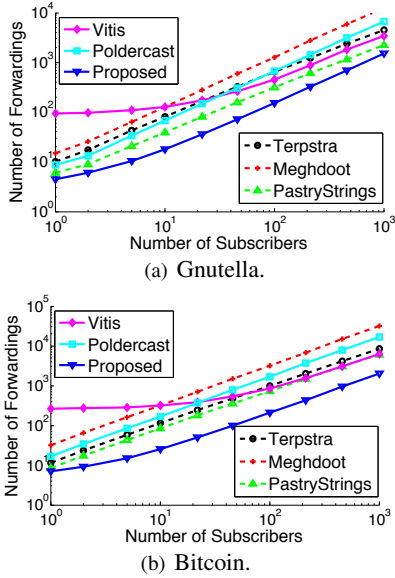 10^4
Vitis
Poldercast
Proposed
10^3
10^2
10^1
10^0
Number of Forwardings
Terpstra
Meghdoot
PastryStrings
10^0
10^1
10^2
10^3
Number of Subscribers
(a) Gnutella.
10^5
Vitis
Poldercast
Proposed
10^4
10^3
10^2
10^1
10^0
Number of Forwardings
Terpstra
Meghdoot
PastryStrings
10^0
10^1
10^2
10^3
Number of Subscribers
(b) Bitcoin.